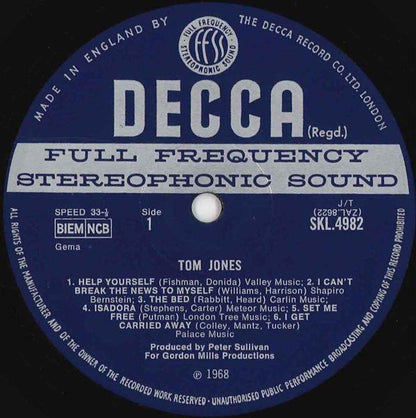 MADE IN ENGLAND BY • THE DECCA RECORD CO. LTD. LONDON
FULL FREQUENCY
ffss
STEREOPHONIC SOUND
DECCA (Regd.)
FULL FREQUENCY
STEREOPHONIC SOUND
SPEED 33-⅓
BIEM NCB
Gema
Side
1
J/T
(ZAL.8622)
SKL.4982
TOM JONES
1. HELP YOURSELF (Fishman, Donida) Valley Music; 2. I CAN'T
BREAK THE NEWS TO MYSELF (Williams, Harrison) Shapiro
Bernstein; 3. THE BED (Rabbitt, Heard) Carlin Music;
4. ISADORA (Stephens, Carter) Meteor Music; 5. SET ME
FREE (Putman) London Tree Music; 6. I GET
CARRIED AWAY (Colley, Mantz, Tucker)
Palace Music
Produced by Peter Sullivan
For Gordon Mills Productions
℗ 1968
ALL RIGHTS OF THE MANUFACTURER AND OF THE OWNER OF THE RECORDED WORK RESERVED • UNAUTHORISED PUBLIC PERFORMANCE BROADCASTING AND COPYING OF THIS RECORD PROHIBITED